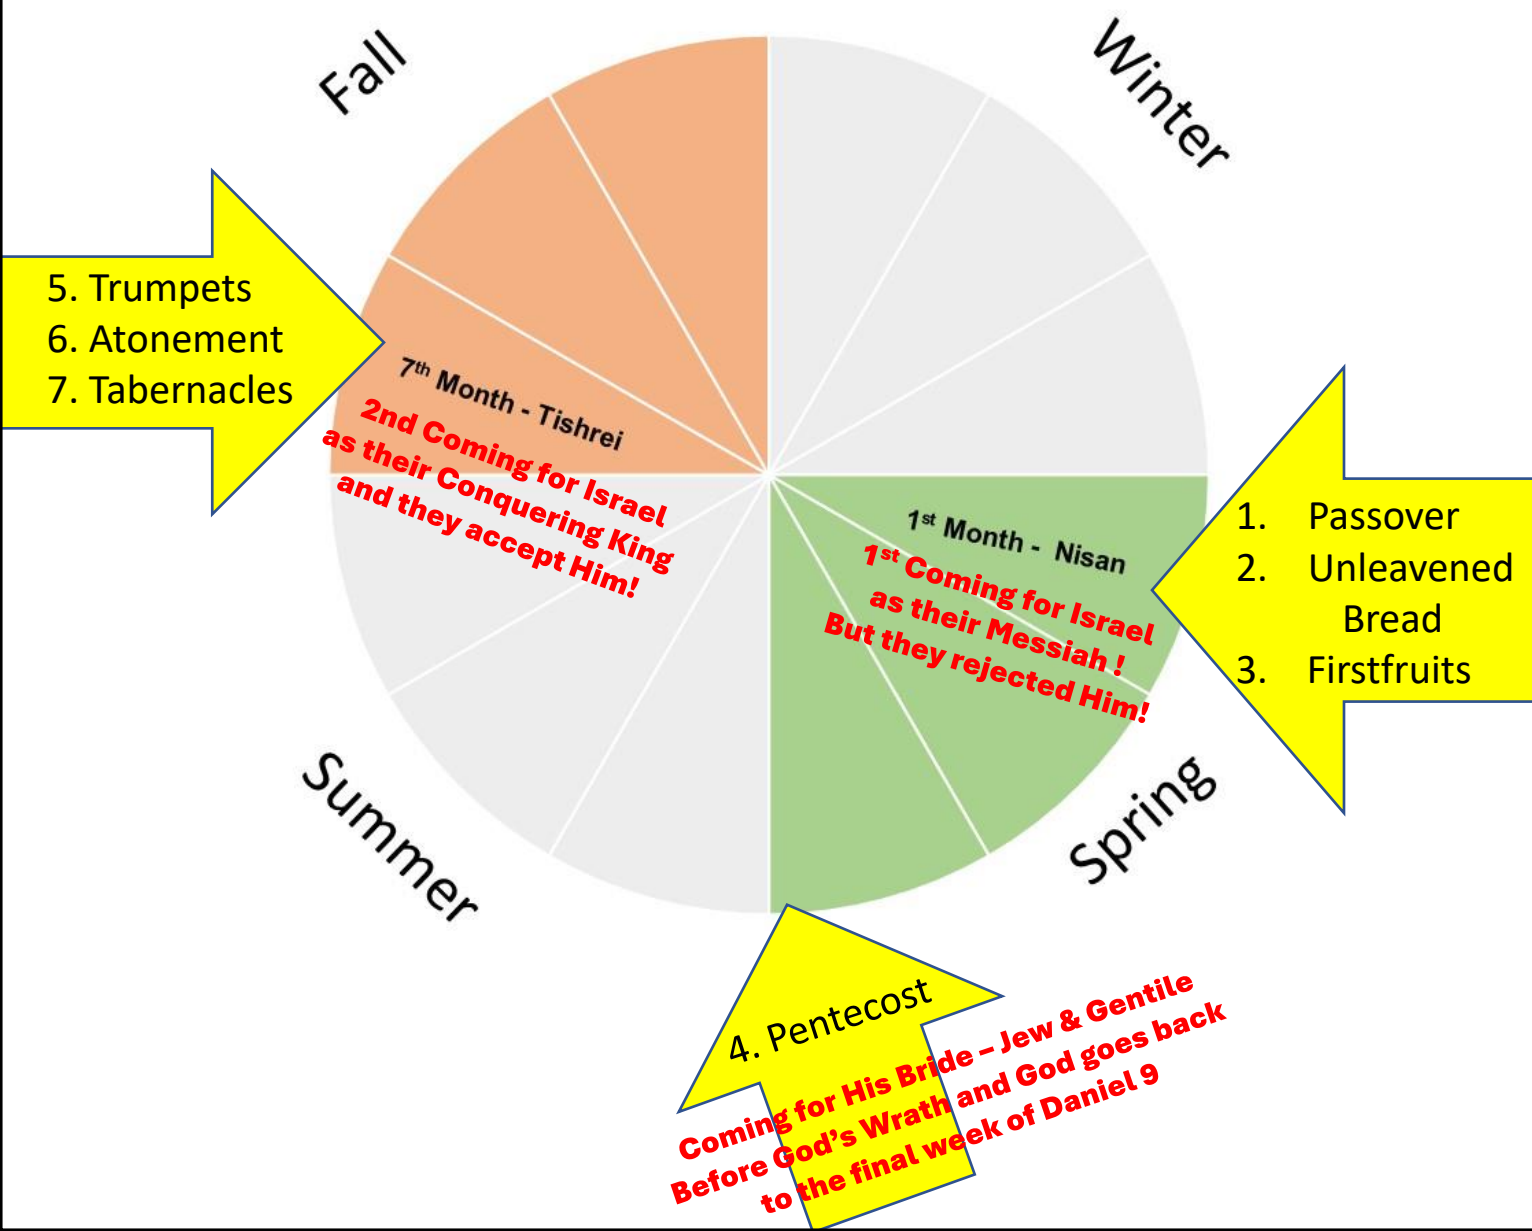 Fall
Winter
5. Trumpets
6. Atonement
7. Tabernacles
7th Month - Tishrei
2nd Coming for Israel
as their Conquering King
and they accept Him!
1st Month - Nisan
1st Coming for Israel
as their Messiah !
But they rejected Him!
1. Passover
2. Unleavened
Bread
3. Firstfruits
Summer
Spring
4. Pentecost
Coming for His Bride – Jew & Gentile
Before God’s Wrath and God goes back
to the final week of Daniel 9